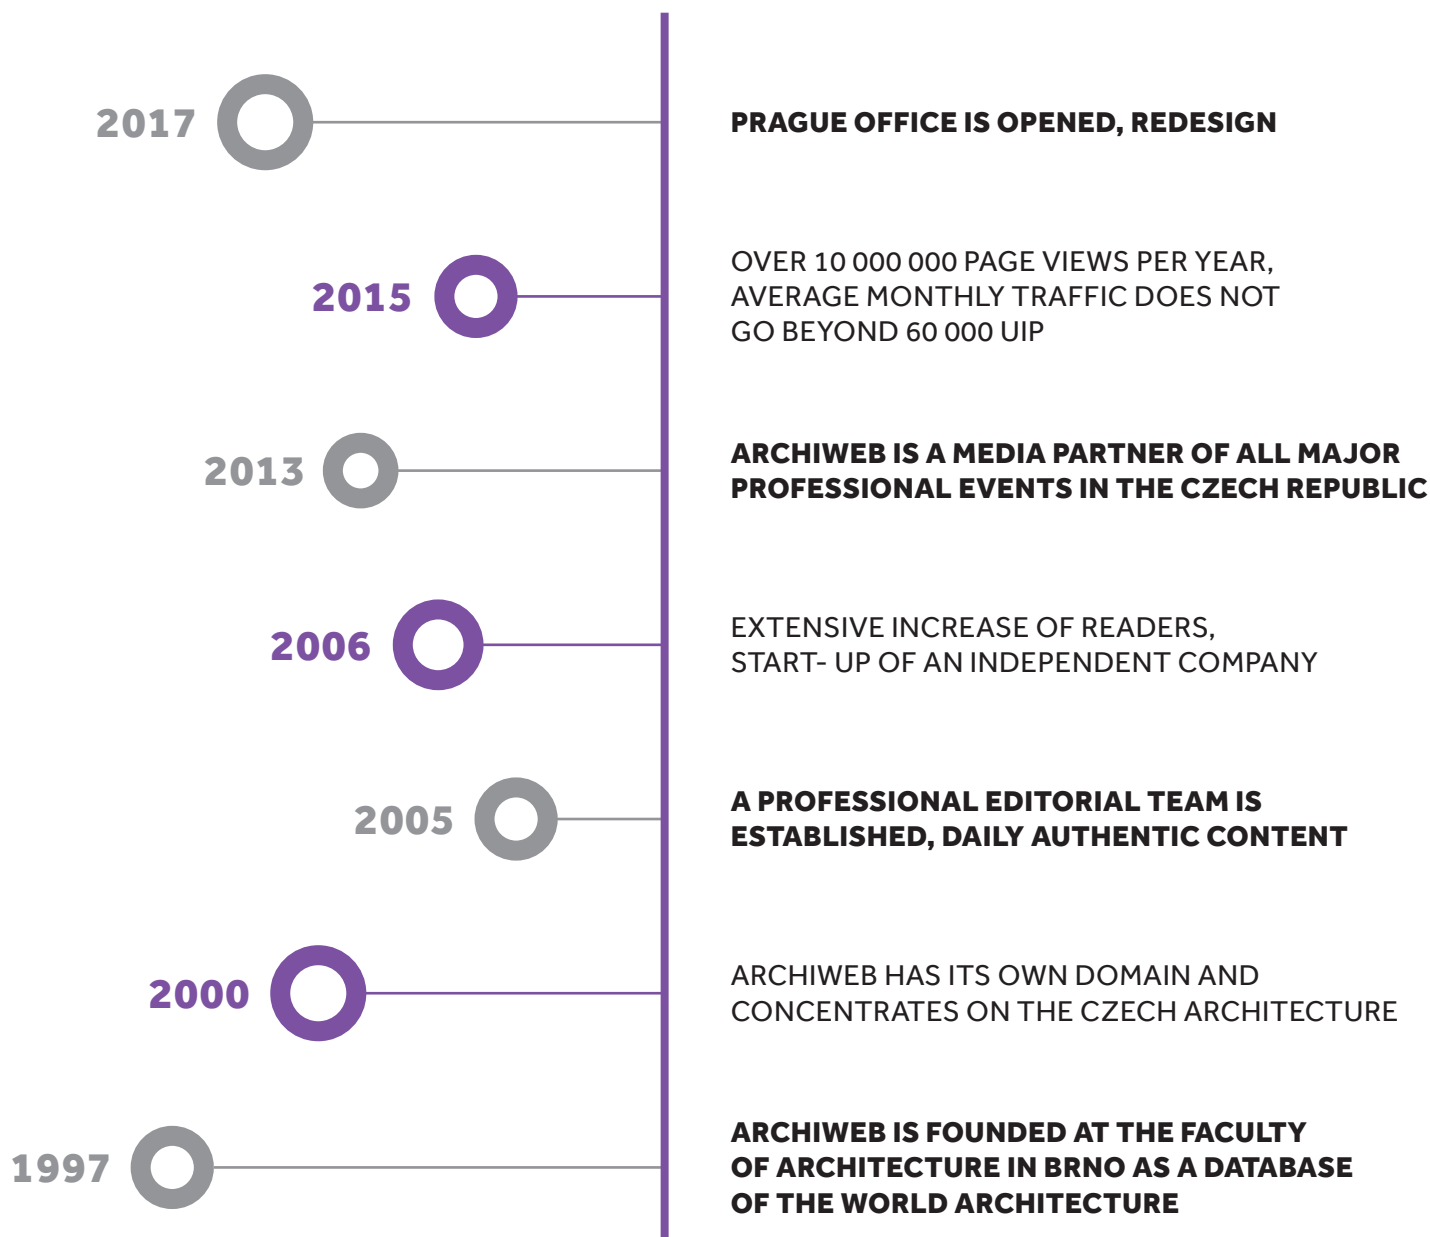 2017
PRAGUE OFFICE IS OPENED, REDESIGN
2015
OVER 10 000 000 PAGE VIEWS PER YEAR,
AVERAGE MONTHLY TRAFFIC DOES NOT
GO BEYOND 60 000 UIP
2013
ARCHIWEB IS A MEDIA PARTNER OF ALL MAJOR
PROFESSIONAL EVENTS IN THE CZECH REPUBLIC
2006
EXTENSIVE INCREASE OF READERS,
START- UP OF AN INDEPENDENT COMPANY
2005
A PROFESSIONAL EDITORIAL TEAM IS
ESTABLISHED, DAILY AUTHENTIC CONTENT
2000
ARCHIWEB HAS ITS OWN DOMAIN AND
CONCENTRATES ON THE CZECH ARCHITECTURE
1997
ARCHIWEB IS FOUNDED AT THE FACULTY
OF ARCHITECTURE IN BRNO AS A DATABASE
OF THE WORLD ARCHITECTURE